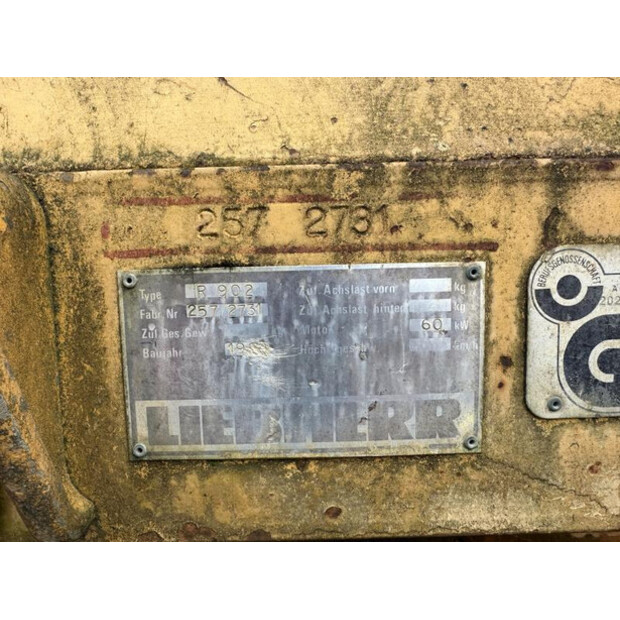 257 2731
Type R 902
Fabr. Nr 257 2731
Zul. Ges. Gew.
Baujahr
Zul. Achslast vorn kg
Zul. Achslast hinten kg
Motor 60 kW
km/h
LIEBHERR
BERUFSGENOSSENSCHAFT